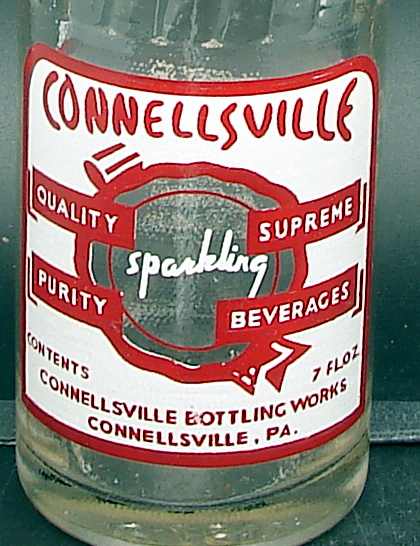 CONNELLSVILLE
QUALITY SUPREME
sparkling
PURITY BEVERAGES
CONTENTS 7 FL.OZ.
CONNELLSVILLE BOTTLING WORKS
CONNELLSVILLE, PA.